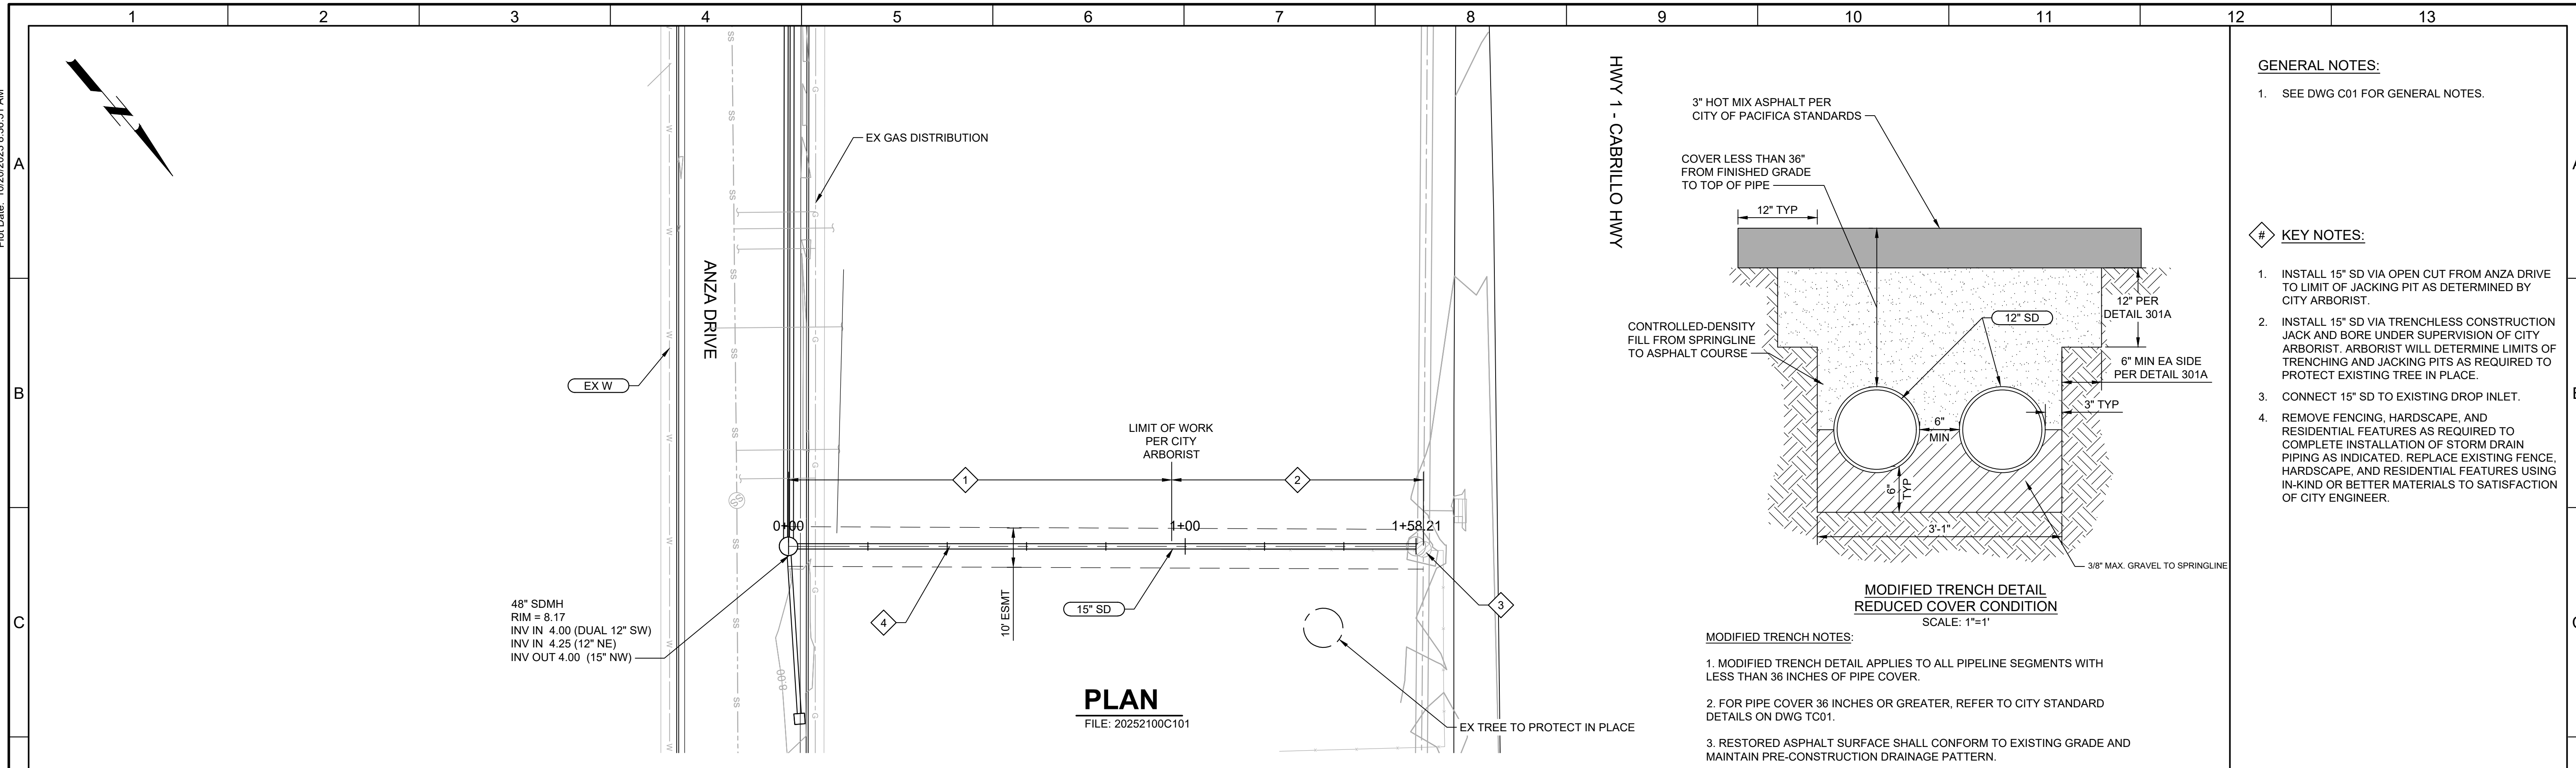 1 2 3 4 5 6 7 8 9 10 11 12 13
A
B
C
ANZA DRIVE
HWY 1 - CABRILLO HWY
EX GAS DISTRIBUTION
EX W
LIMIT OF WORK
PER CITY
ARBORIST
1
2
0+00
1+00
1+58.21
48" SDMH
RIM = 8.17
INV IN 4.00 (DUAL 12" SW)
INV IN 4.25 (12" NE)
INV OUT 4.00 (15" NW)
4
10' ESMT
15" SD
3
8.00
W
SS
G
PLAN
FILE: 20252100C101
EX TREE TO PROTECT IN PLACE
3" HOT MIX ASPHALT PER
CITY OF PACIFICA STANDARDS
COVER LESS THAN 36"
FROM FINISHED GRADE
TO TOP OF PIPE
12" TYP
CONTROLLED-DENSITY
FILL FROM SPRINGLINE
TO ASPHALT COURSE
12" SD
12" PER
DETAIL 301A
6" MIN EA SIDE
PER DETAIL 301A
3" TYP
6"
MIN
6"
TYP
3'-1"
3/8" MAX. GRAVEL TO SPRINGLINE
MODIFIED TRENCH DETAIL
REDUCED COVER CONDITION
SCALE: 1"=1'
MODIFIED TRENCH NOTES:
1. MODIFIED TRENCH DETAIL APPLIES TO ALL PIPELINE SEGMENTS WITH
LESS THAN 36 INCHES OF PIPE COVER.
2. FOR PIPE COVER 36 INCHES OR GREATER, REFER TO CITY STANDARD
DETAILS ON DWG TC01.
3. RESTORED ASPHALT SURFACE SHALL CONFORM TO EXISTING GRADE AND
MAINTAIN PRE-CONSTRUCTION DRAINAGE PATTERN.
GENERAL NOTES:
1. SEE DWG C01 FOR GENERAL NOTES.
# KEY NOTES:
1. INSTALL 15" SD VIA OPEN CUT FROM ANZA DRIVE
TO LIMIT OF JACKING PIT AS DETERMINED BY
CITY ARBORIST.
2. INSTALL 15" SD VIA TRENCHLESS CONSTRUCTION
JACK AND BORE UNDER SUPERVISION OF CITY
ARBORIST. ARBORIST WILL DETERMINE LIMITS OF
TRENCHING AND JACKING PITS AS REQUIRED TO
PROTECT EXISTING TREE IN PLACE.
3. CONNECT 15" SD TO EXISTING DROP INLET.
4. REMOVE FENCING, HARDSCAPE, AND
RESIDENTIAL FEATURES AS REQUIRED TO
COMPLETE INSTALLATION OF STORM DRAIN
PIPING AS INDICATED. REPLACE EXISTING FENCE,
HARDSCAPE, AND RESIDENTIAL FEATURES USING
IN-KIND OR BETTER MATERIALS TO SATISFACTION
OF CITY ENGINEER.